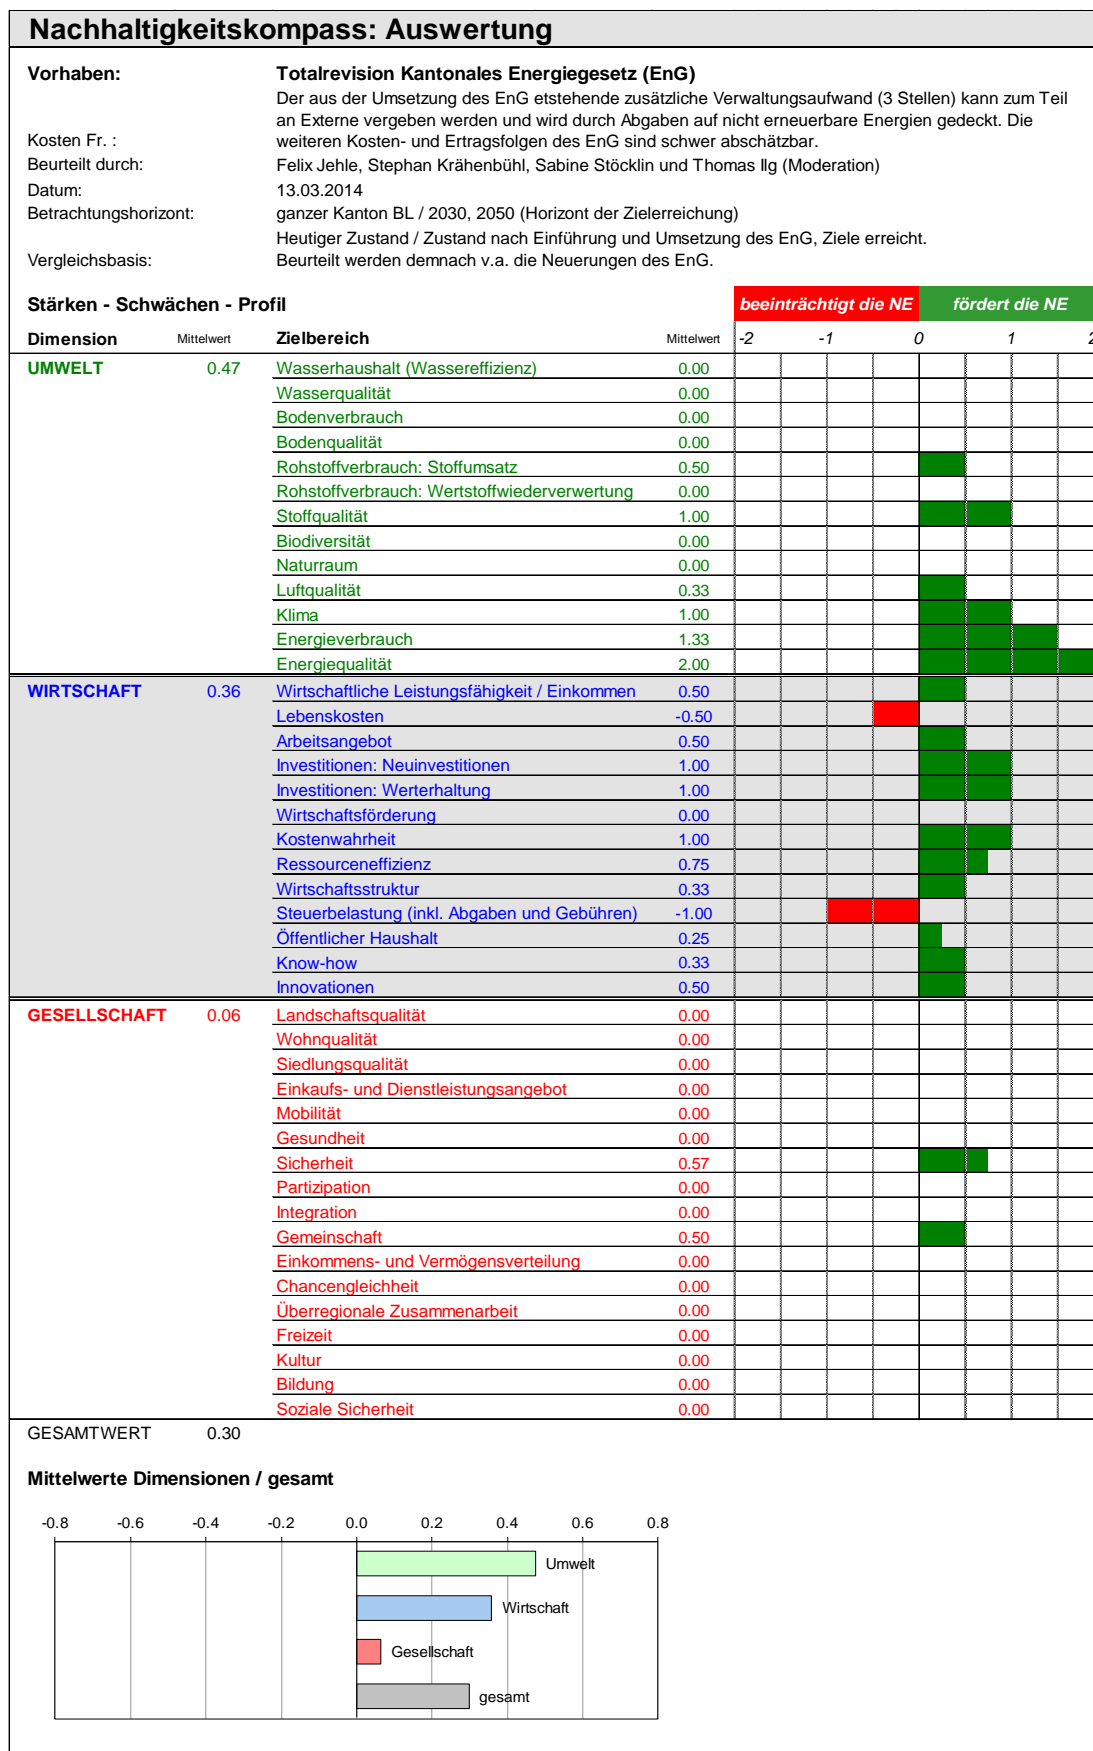 Nachhaltigkeitskompass: Auswertung
Vorhaben: Totalrevision Kantonales Energiegesetz (EnG)
Der aus der Umsetzung des EnG etstehende zusätzliche Verwaltungsaufwand (3 Stellen) kann zum Teil
an Externe vergeben werden und wird durch Abgaben auf nicht erneuerbare Energien gedeckt. Die
Kosten Fr. : weiteren Kosten- und Ertragsfolgen des EnG sind schwer abschätzbar.
Beurteilt durch: Felix Jehle, Stephan Krähenbühl, Sabine Stöcklin und Thomas Ilg (Moderation)
Datum: 13.03.2014
Betrachtungshorizont: ganzer Kanton BL / 2030, 2050 (Horizont der Zielerreichung)
Heutiger Zustand / Zustand nach Einführung und Umsetzung des EnG, Ziele erreicht.
Vergleichsbasis: Beurteilt werden demnach v.a. die Neuerungen des EnG.
Stärken - Schwächen - Profil beeinträchtigt die NE fördert die NE
Dimension Mittelwert Zielbereich Mittelwert -2 -1 0 1 2
UMWELT 0.47 Wasserhaushalt (Wassereffizienz) 0.00
Wasserqualität 0.00
Bodenverbrauch 0.00
Bodenqualität 0.00
Rohstoffverbrauch: Stoffumsatz 0.50
Rohstoffverbrauch: Wertstoffwiederverwertung 0.00
Stoffqualität 1.00
Biodiversität 0.00
Naturraum 0.00
Luftqualität 0.33
Klima 1.00
Energieverbrauch 1.33
Energiequalität 2.00
WIRTSCHAFT 0.36 Wirtschaftliche Leistungsfähigkeit / Einkommen 0.50
Lebenskosten -0.50
Arbeitsangebot 0.50
Investitionen: Neuinvestitionen 1.00
Investitionen: Werterhaltung 1.00
Wirtschaftsförderung 0.00
Kostenwahrheit 1.00
Ressourceneffizienz 0.75
Wirtschaftsstruktur 0.33
Steuerbelastung (inkl. Abgaben und Gebühren) -1.00
Öffentlicher Haushalt 0.25
Know-how 0.33
Innovationen 0.50
GESELLSCHAFT 0.06 Landschaftsqualität 0.00
Wohnqualität 0.00
Siedlungsqualität 0.00
Einkaufs- und Dienstleistungsangebot 0.00
Mobilität 0.00
Gesundheit 0.00
Sicherheit 0.57
Partizipation 0.00
Integration 0.00
Gemeinschaft 0.50
Einkommens- und Vermögensverteilung 0.00
Chancengleichheit 0.00
Überregionale Zusammenarbeit 0.00
Freizeit 0.00
Kultur 0.00
Bildung 0.00
Soziale Sicherheit 0.00
GESAMTWERT 0.30
Mittelwerte Dimensionen / gesamt
-0.8 -0.6 -0.4 -0.2 0.0 0.2 0.4 0.6 0.8
Umwelt
Wirtschaft
Gesellschaft
gesamt